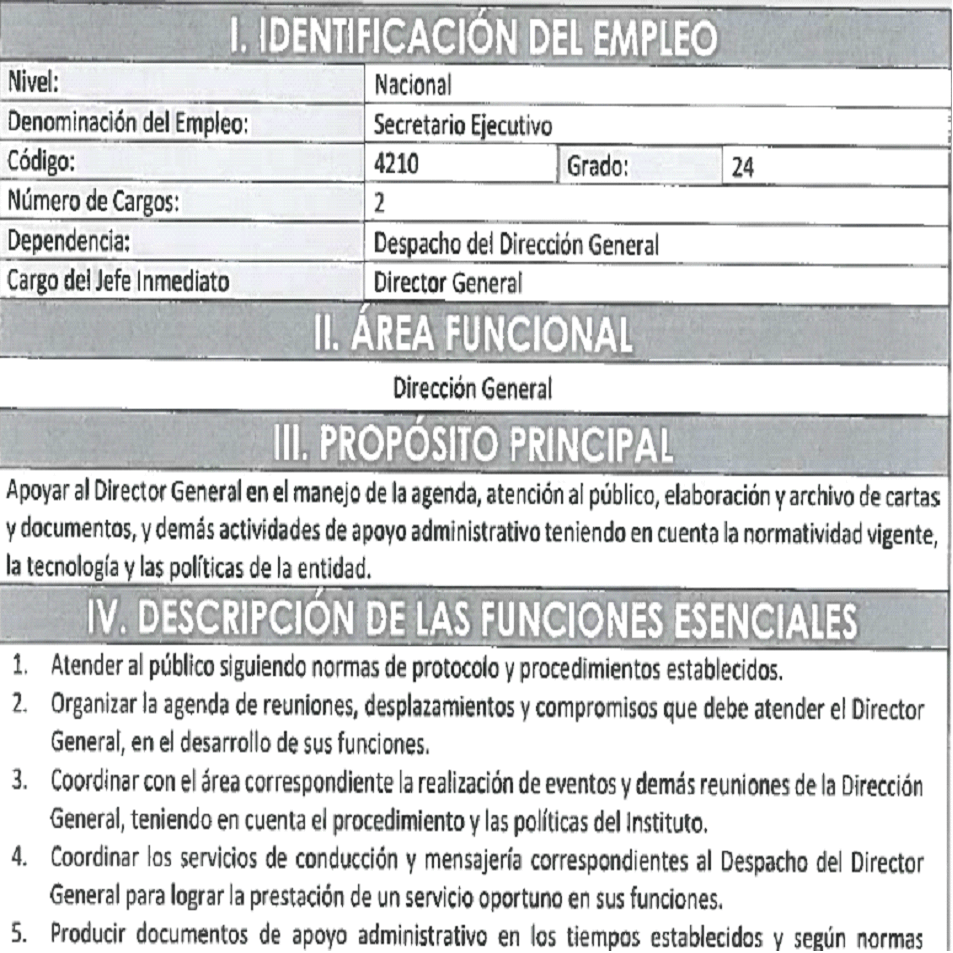 I. IDENTIFICACIÓN DEL EMPLEO
Nivel: Nacional
Denominación del Empleo: Secretario Ejecutivo
Código: 4210 Grado: 24
Número de Cargos: 2
Dependencia: Despacho del Dirección General
Cargo del Jefe Inmediato Director General
II. ÁREA FUNCIONAL
Dirección General
III. PROPÓSITO PRINCIPAL
Apoyar al Director General en el manejo de la agenda, atención al público, elaboración y archivo de cartas
y documentos, y demás actividades de apoyo administrativo teniendo en cuenta la normatividad vigente,
la tecnología y las políticas de la entidad.
IV. DESCRIPCIÓN DE LAS FUNCIONES ESENCIALES
1. Atender al público siguiendo normas de protocolo y procedimientos establecidos.
2. Organizar la agenda de reuniones, desplazamientos y compromisos que debe atender el Director
General, en el desarrollo de sus funciones.
3. Coordinar con el área correspondiente la realización de eventos y demás reuniones de la Dirección
General, teniendo en cuenta el procedimiento y las políticas del Instituto.
4. Coordinar los servicios de conducción y mensajería correspondientes al Despacho del Director
General para lograr la prestación de un servicio oportuno en sus funciones.
5. Producir documentos de apoyo administrativo en los tiempos establecidos y según normas